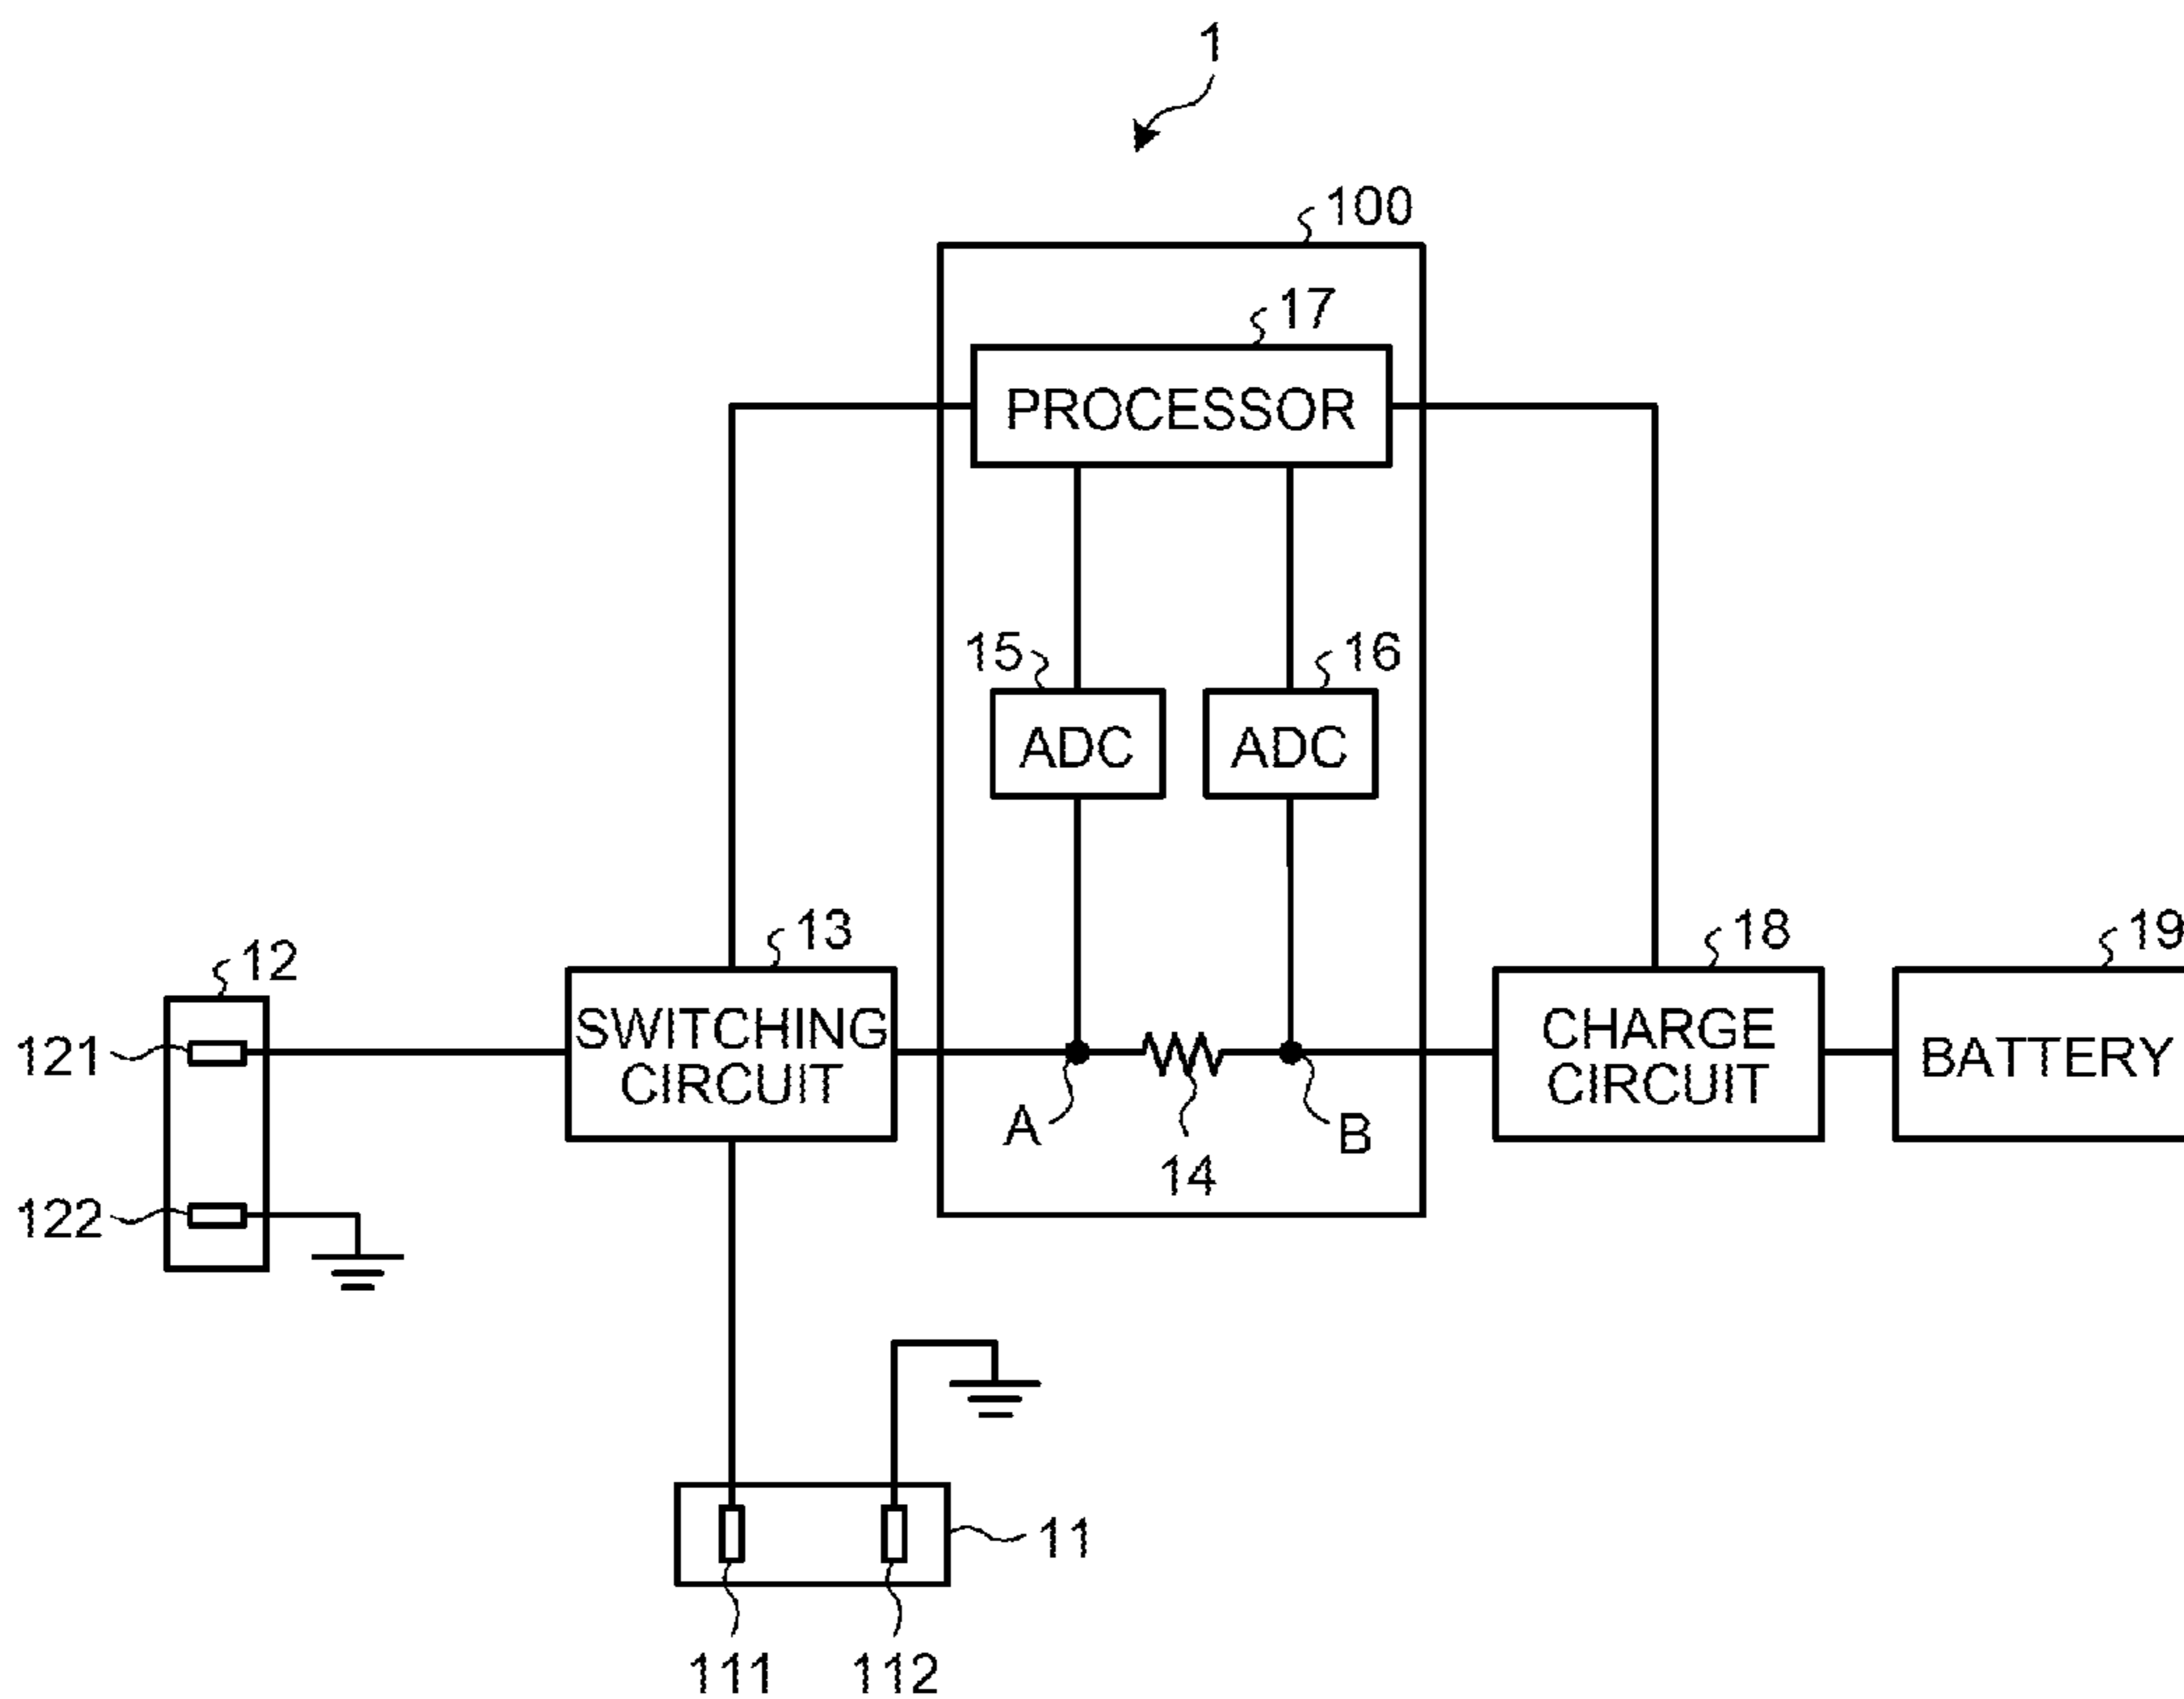 1
100
17
PROCESSOR
15
16
ADC
ADC
13
18
19
12
SWITCHING
CIRCUIT
CHARGE
CIRCUIT
BATTERY
121
A
B
14
122
11
111
112